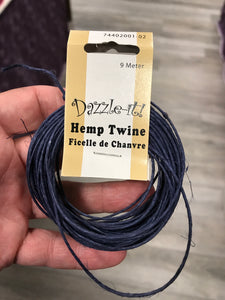 74402001-02
9 Meter
Dazzle-it!
Hemp Twine
Ficelle de Chanvre